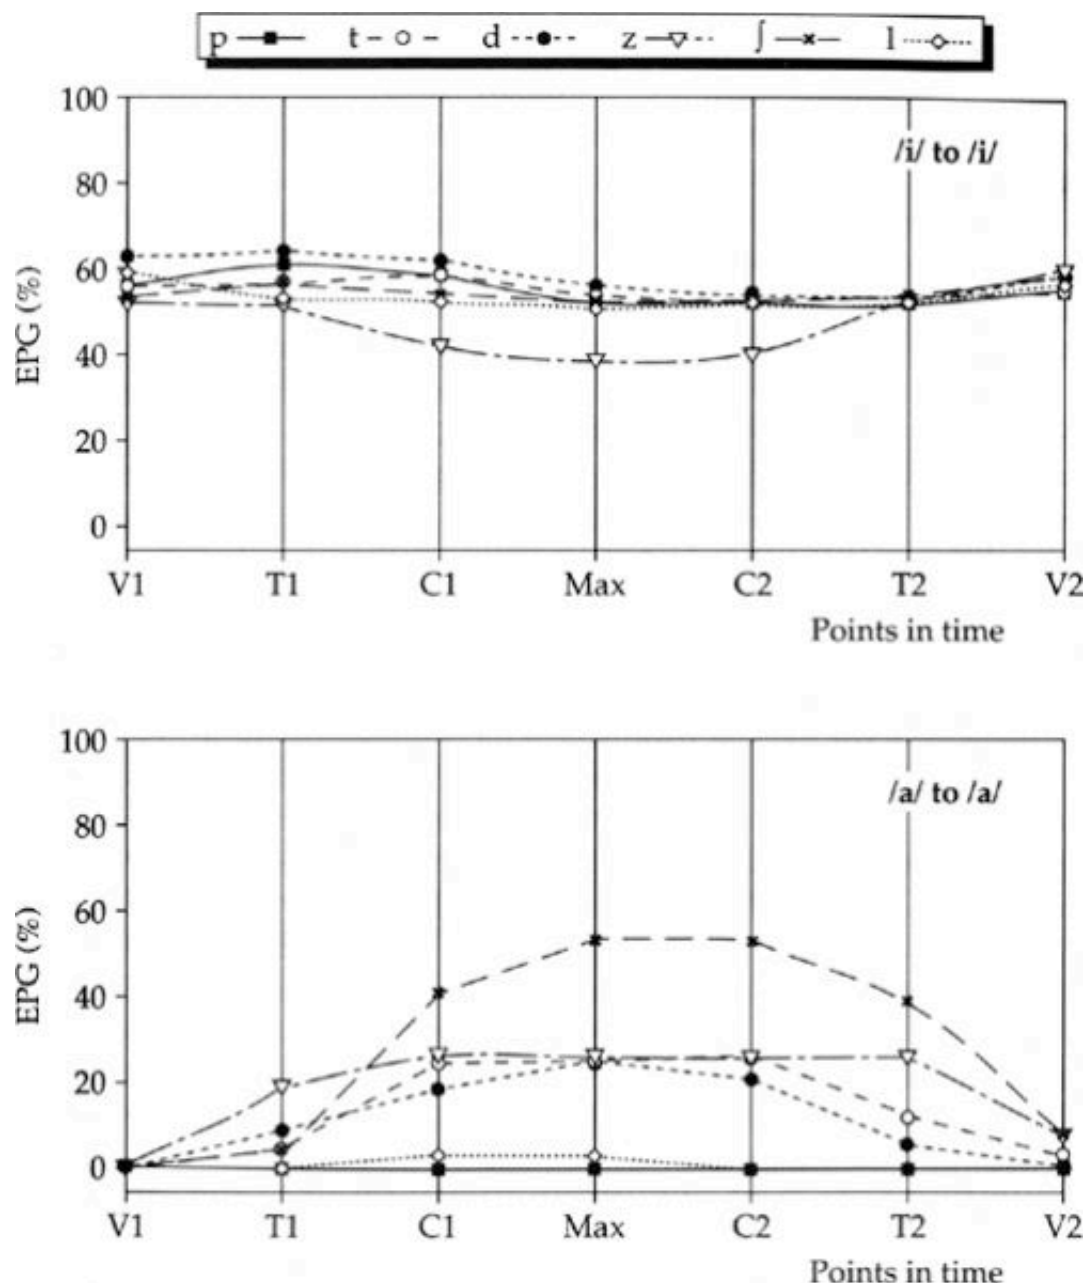 p t d z ʃ l
100
/i/ to /i/
80
60
EPG (%)
40
20
0
V1 T1 C1 Max C2 T2 V2
Points in time
100
/a/ to /a/
80
60
EPG (%)
40
20
0
V1 T1 C1 Max C2 T2 V2
Points in time